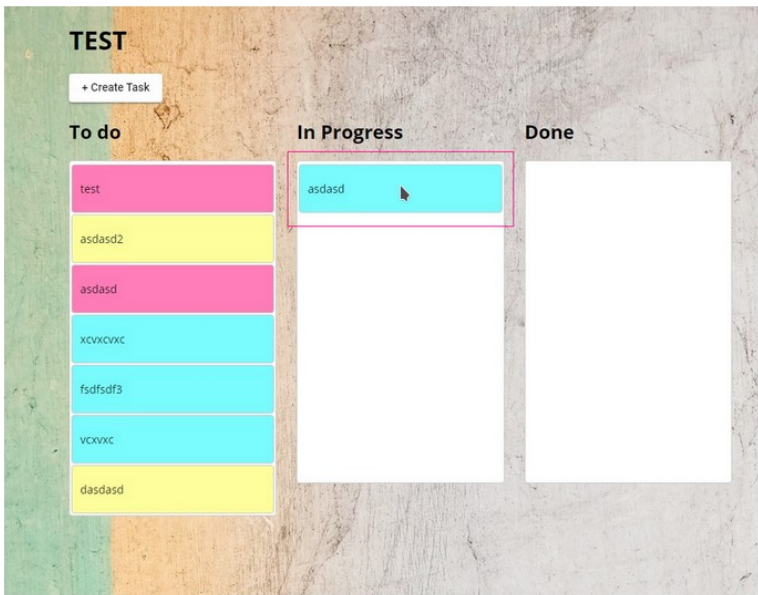 TEST
+ Create Task
To do
test
asdasd2
asdasd
xcvxcvxc
fsdfsdf3
vcxvxc
dasdasd
In Progress
asdasd
Done